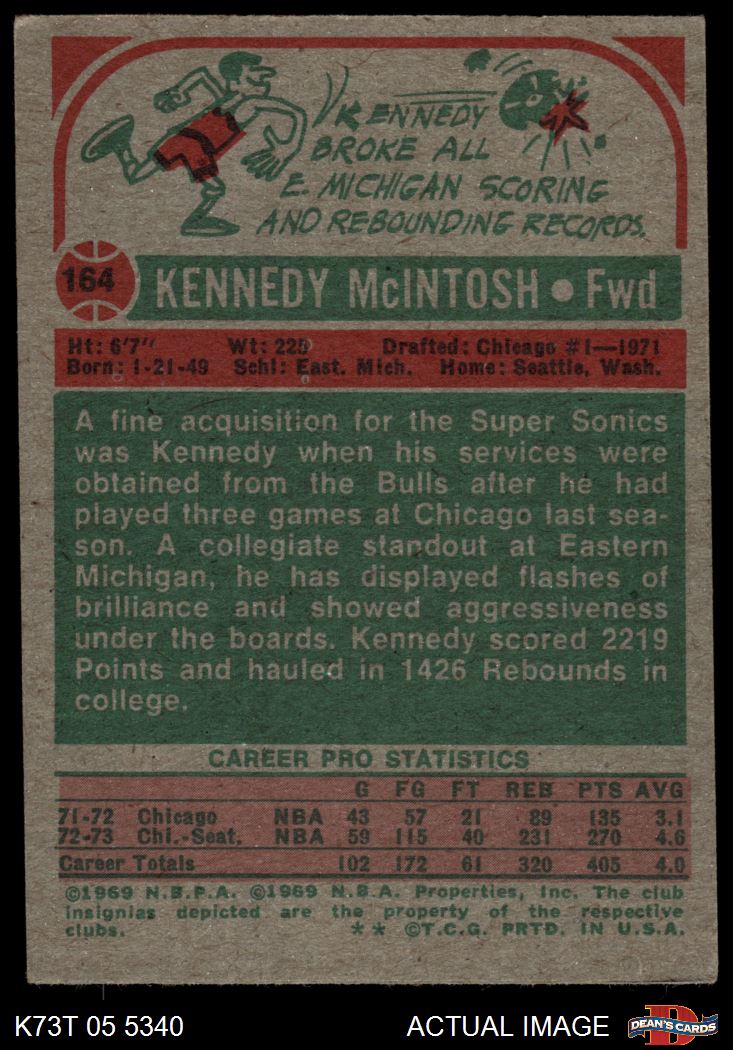 KENNEDY
BROKE ALL
E. MICHIGAN SCORING
AND REBOUNDING RECORDS.
164 KENNEDY McINTOSH • Fwd
Ht: 6'7" Wt: 225 Drafted: Chicago #1—1971
Born: 1-21-49 Schl: East. Mich. Home: Seattle, Wash.
A fine acquisition for the Super Sonics
was Kennedy when his services were
obtained from the Bulls after he had
played three games at Chicago last sea-
son. A collegiate standout at Eastern
Michigan, he has displayed flashes of
brilliance and showed aggressiveness
under the boards. Kennedy scored 2219
Points and hauled in 1426 Rebounds in
college.
CAREER PRO STATISTICS
G FG FT REB PTS AVG
71-72 Chicago NBA 43 57 21 89 135 3.1
72-73 Chi.-Seat. NBA 59 115 40 231 270 4.6
Career Totals 102 172 61 320 405 4.0
©1969 N.B.P.A. ©1969 N.B.A. Properties, Inc. The club
insignias depicted are the property of the respective
clubs. * * ©T.C.G. PRTD. IN U.S.A.
K73T 05 5340 ACTUAL IMAGE D DEAN'S CARDS